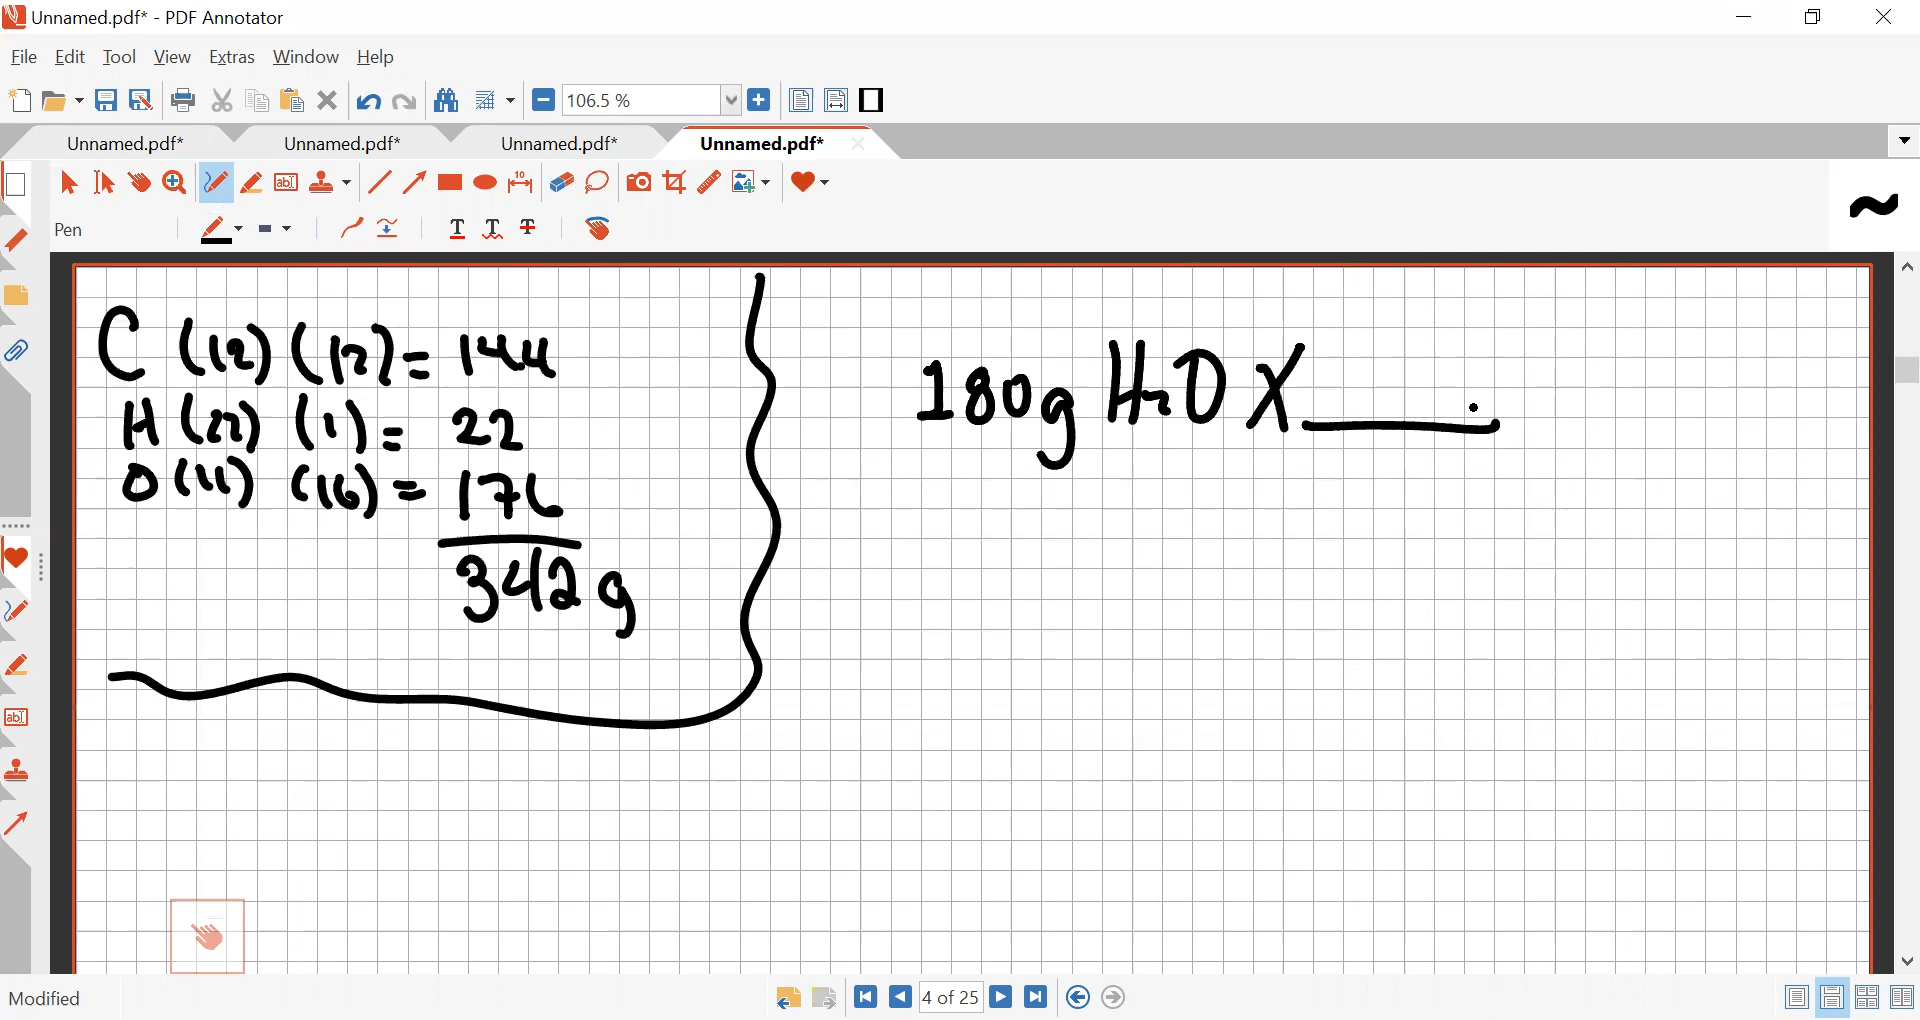 Unnamed.pdf* - PDF Annotator
File Edit Tool View Extras Window Help
106.5 %
Unnamed.pdf* Unnamed.pdf* Unnamed.pdf* Unnamed.pdf*
Pen
C (12) (12) = 144
H (22) (1) = 22
O (11) (16) = 176
342 g
180g H2O X
Modified
4 of 25